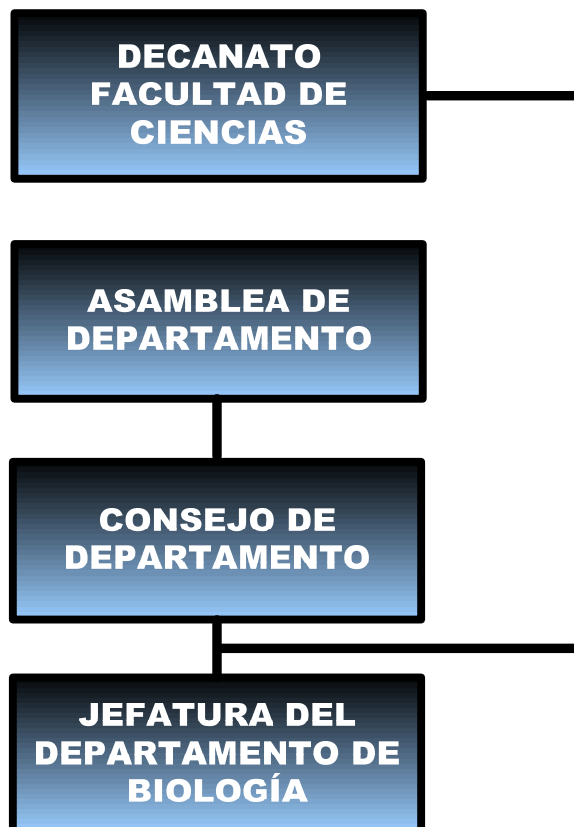 DECANATO
FACULTAD DE
CIENCIAS
ASAMBLEA DE
DEPARTAMENTO
CONSEJO DE
DEPARTAMENTO
JEFATURA DEL
DEPARTAMENTO DE
BIOLOGÍA